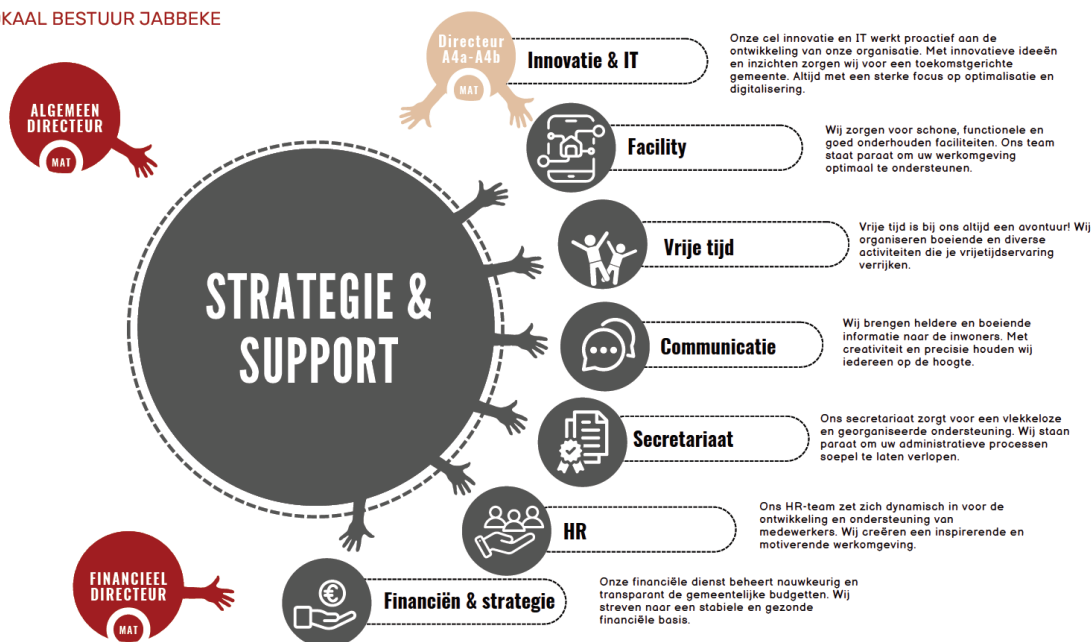 OKAAL BESTUUR JABBEKE
ALGEMEEN
DIRECTEUR
MAT
STRATEGIE &
SUPPORT
FINANCIEEL
DIRECTEUR
MAT
Directeur
A4a-A4b
MAT
Innovatie & IT
Onze cel innovatie en IT werkt proactief aan de
ontwikkeling van onze organisatie. Met innovatieve ideeën
en inzichten zorgen wij voor een toekomstgerichte
gemeente. Altijd met een sterke focus op optimalisatie en
digitalisering.
Facility
Wij zorgen voor schone, functionele en
goed onderhouden faciliteiten. Ons team
staat paraat om uw werkomgeving
optimaal te ondersteunen.
Vrije tijd
Vrije tijd is bij ons altijd een avontuur! Wij
organiseren boeiende en diverse
activiteiten die je vrijetijdservaring
verrijken.
Communicatie
Wij brengen heldere en boeiende
informatie naar de inwoners. Met
creativiteit en precisie houden wij
iedereen op de hoogte.
Secretariaat
Ons secretariaat zorgt voor een vlekkeloze
en georganiseerde ondersteuning. Wij staan
paraat om uw administratieve processen
soepel te laten verlopen.
HR
Ons HR-team zet zich dynamisch in voor de
ontwikkeling en ondersteuning van
medewerkers. Wij creëren een inspirerende en
motiverende werkomgeving.
Financiën & strategie
Onze financiële dienst beheert nauwkeurig en
transparant de gemeentelijke budgetten. Wij
streven naar een stabiele en gezonde
financiële basis.